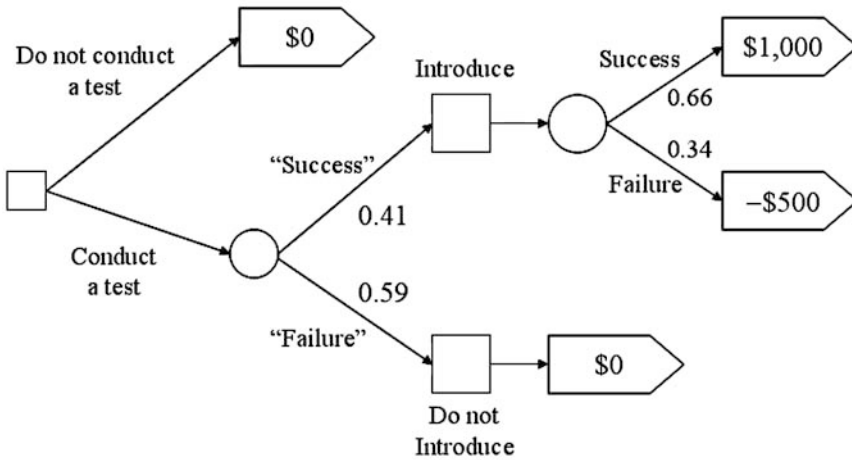 $0
Do not conduct
a test
Introduce
Success
$1,000
0.66
“Success”
0.34
Failure
0.41
–$500
Conduct
a test
0.59
“Failure”
$0
Do not
Introduce